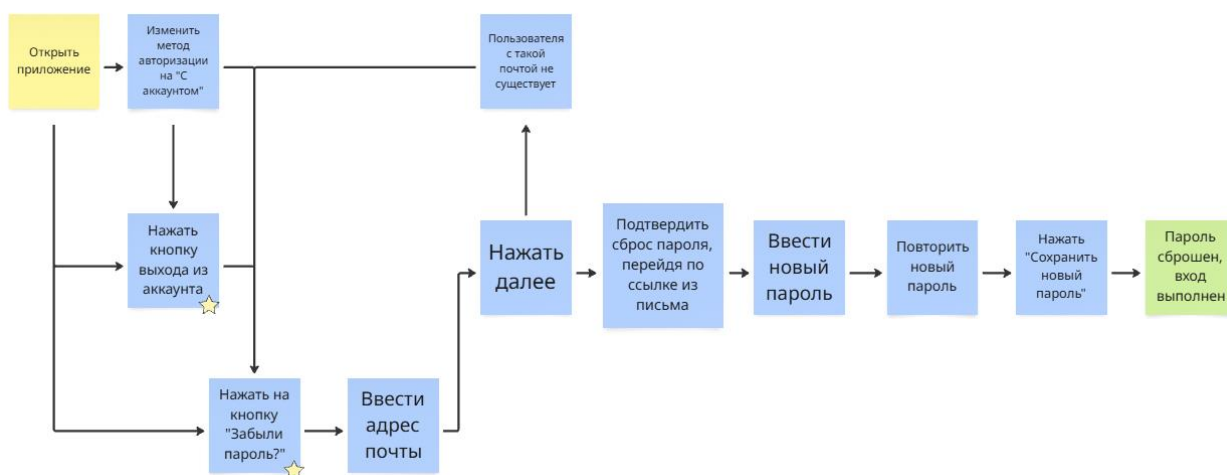 Открыть
приложение
Изменить
метод
авторизации
на "С
аккаунтом"
Пользователя
с такой
почтой не
существует
Нажать
кнопку
выхода из
аккаунта
Нажать
далее
Подтвердить
сброс пароля,
перейдя по
ссылке из
письма
Ввести
новый
пароль
Повторить
новый
пароль
Нажать
"Сохранить
новый
пароль"
Пароль
сброшен,
вход
выполнен
Нажать на
кнопку
"Забыли
пароль?"
Ввести
адрес
почты